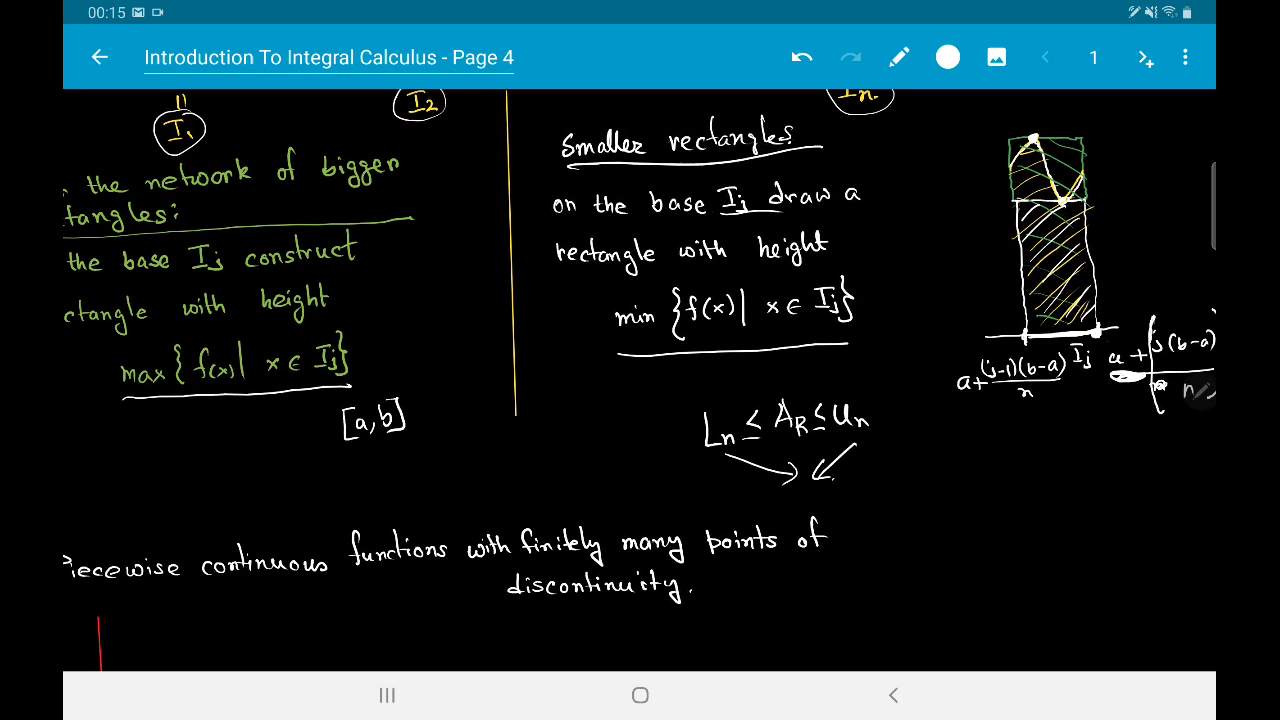 00:15
Introduction To Integral Calculus - Page 4
1
I1
I2
In.
the network of bigger
tangles:
the base Ij construct
ctangle with height
max { f(x) | x ∈ Ij }
[a, b]
Smaller rectangles
on the base Ij draw a
rectangle with height
min { f(x) | x ∈ Ij }
Ln ≤ AR ≤ Un
a + (j-1)(b-a)
n
Ij
a + j(b-a)
n
iecewise continuous functions with finitely many points of
discontinuity.